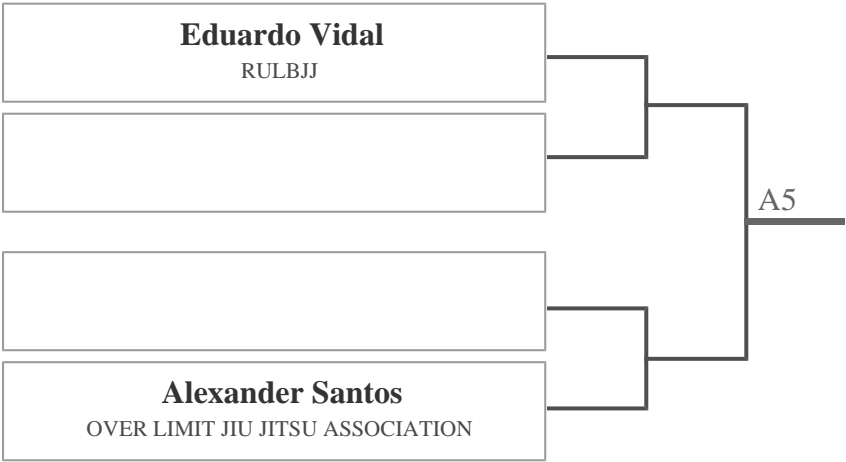 Eduardo Vidal
RULBJJ
A5
Alexander Santos
OVER LIMIT JIU JITSU ASSOCIATION